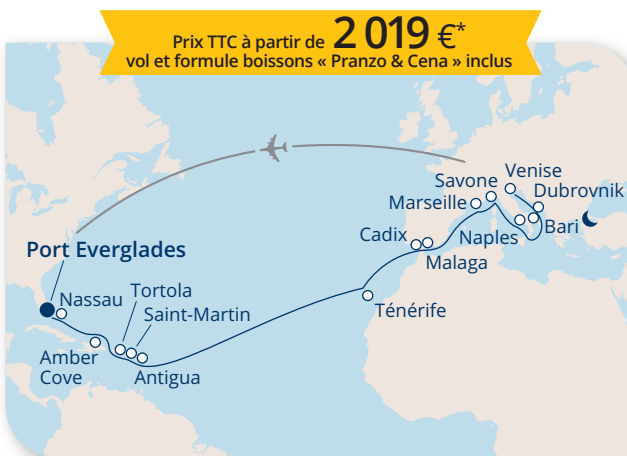 Prix TTC à partir de 2 019 €*
vol et formule boissons « Pranzo & Cena » inclus
Venise
Savone
Dubrovnik
Marseille
Cadix
Naples
Bari
Malaga
Port Everglades
Nassau
Tortola
Saint-Martin
Ténérife
Amber
Cove
Antigua